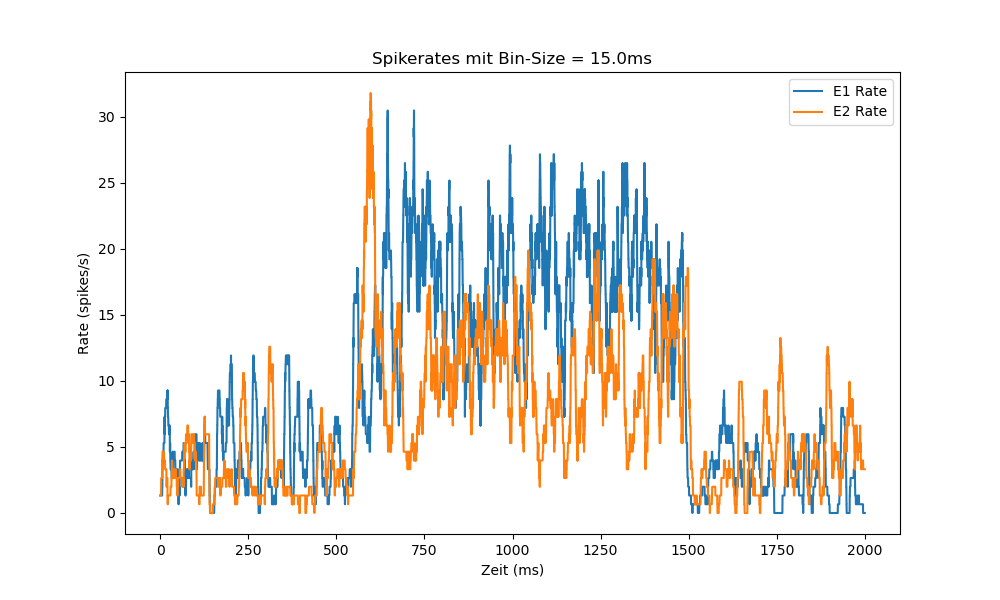 Spikerates mit Bin-Size = 15.0ms
E1 Rate
E2 Rate
Rate (spikes/s)
30
25
20
15
10
5
0
0 250 500 750 1000 1250 1500 1750 2000
Zeit (ms)